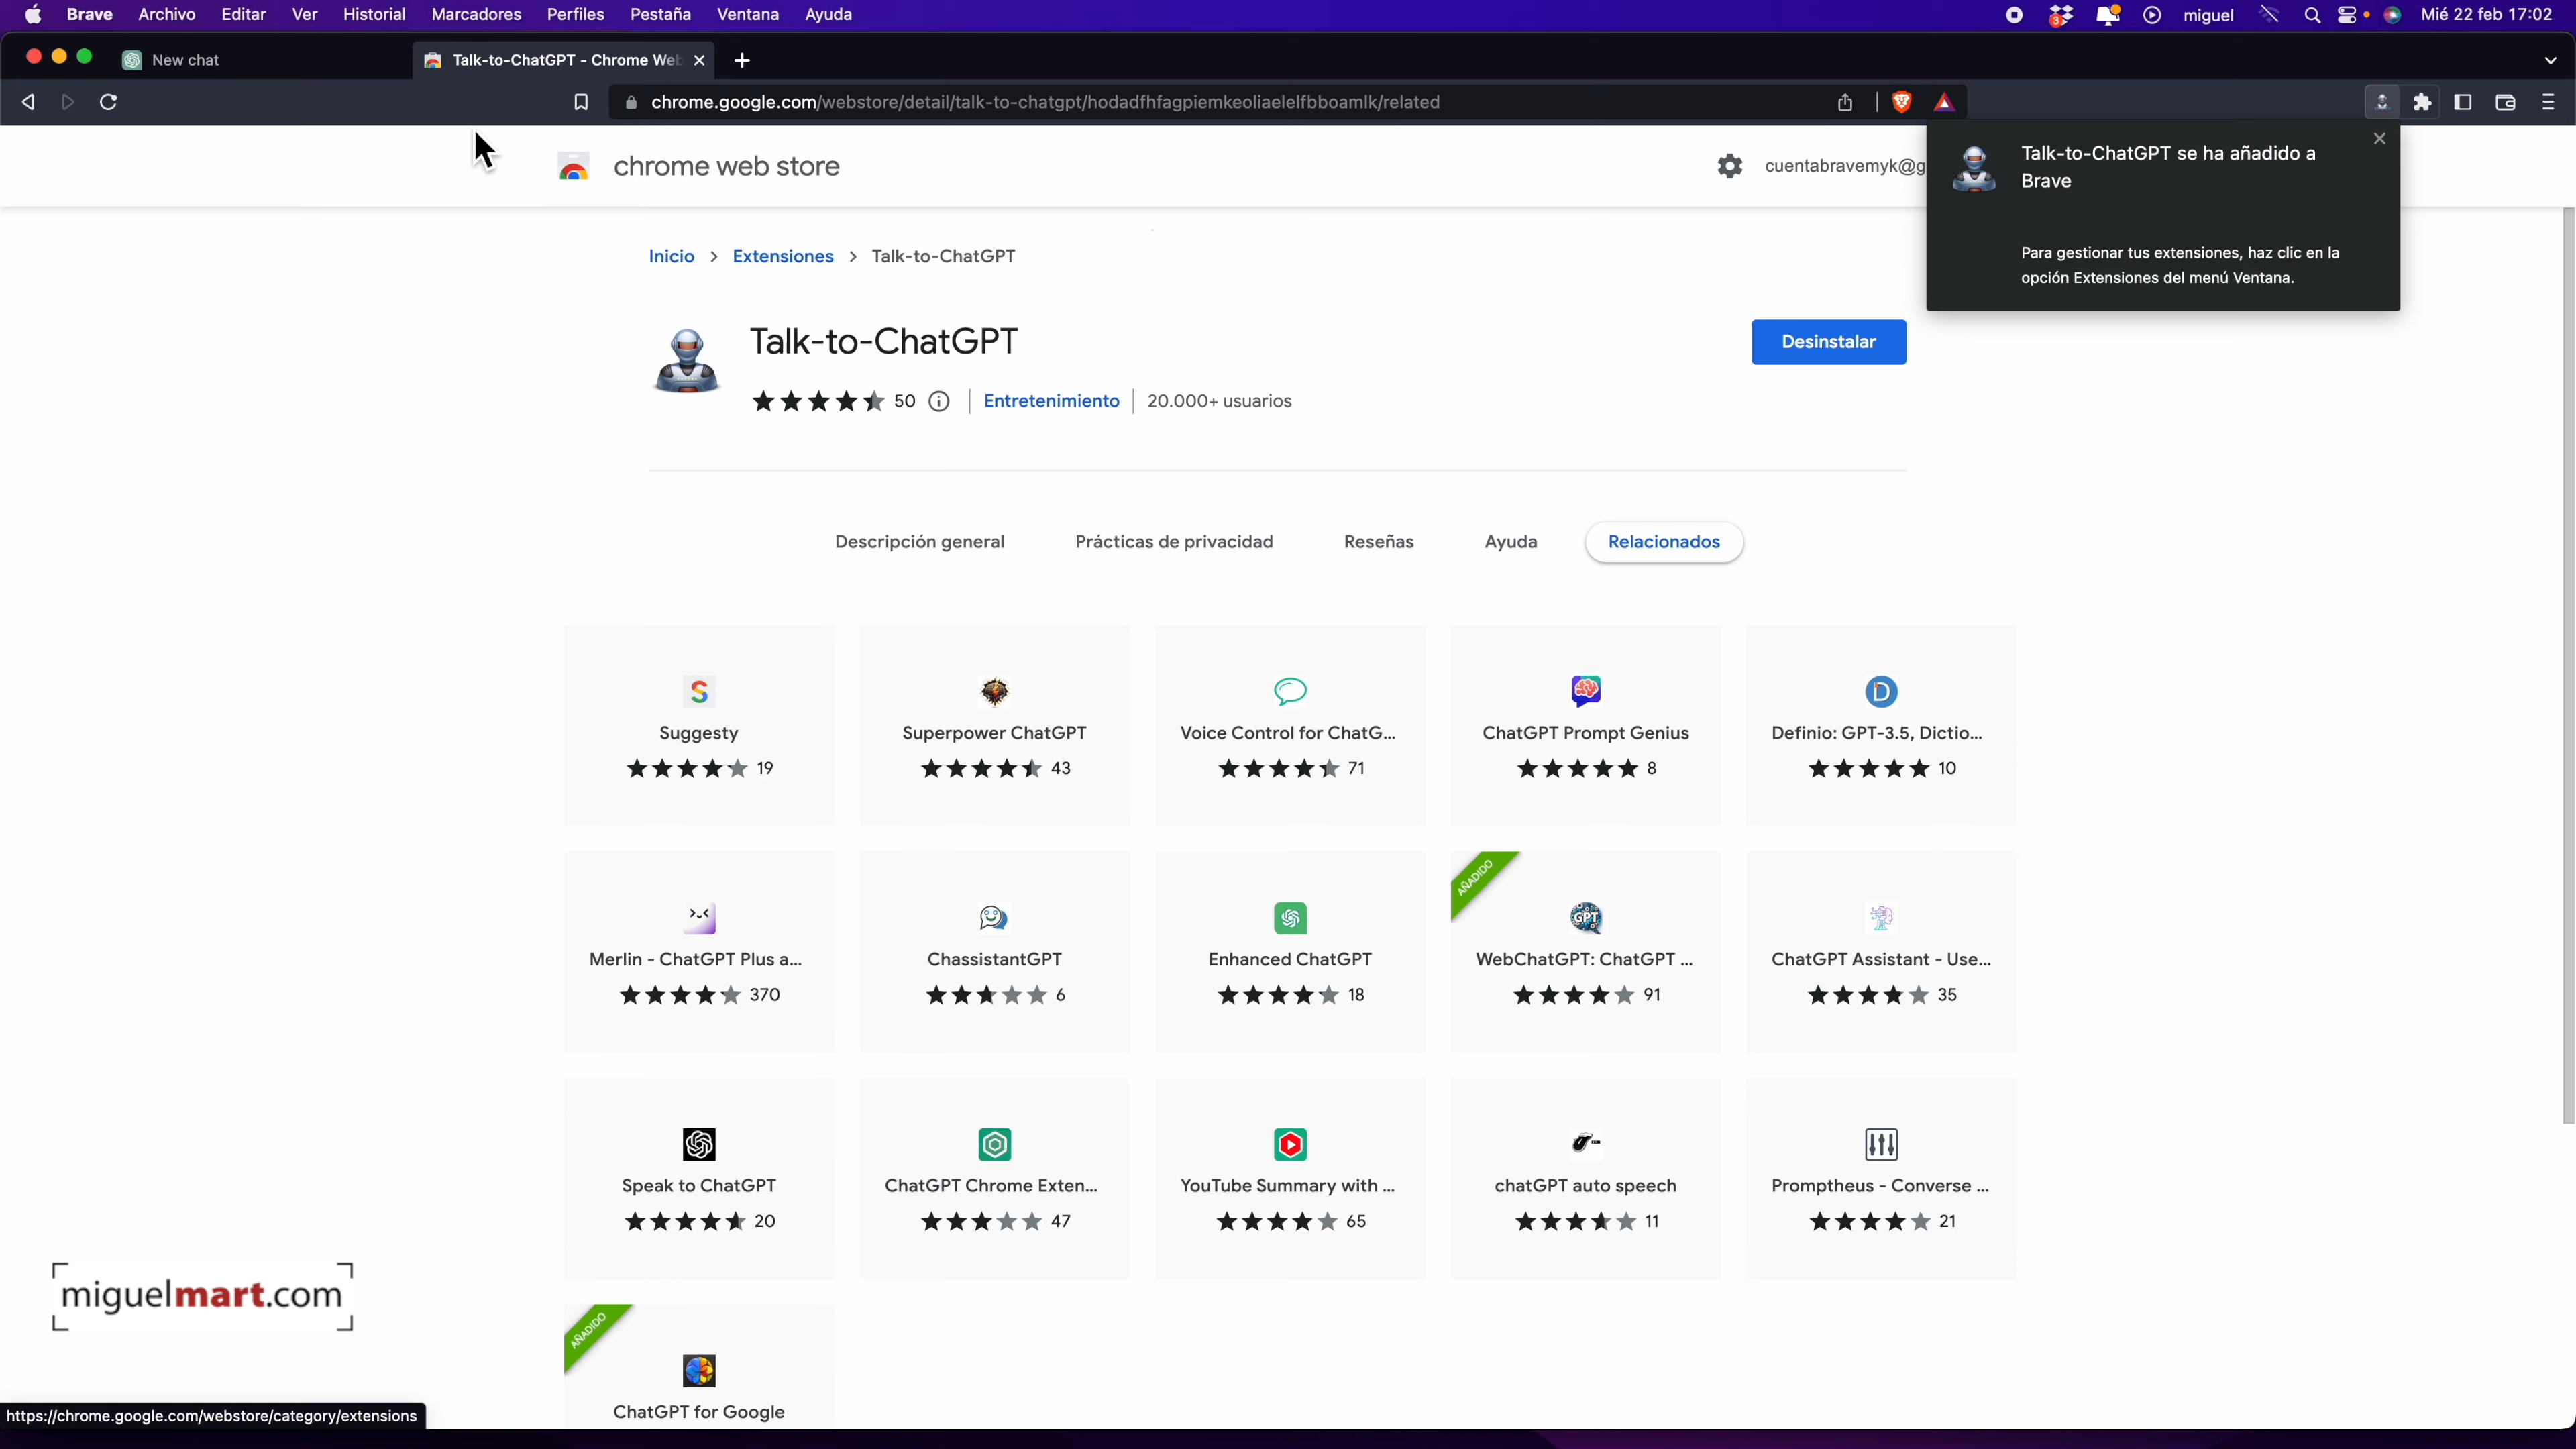 Brave Archivo Editar Ver Historial Marcadores Perfiles Pestaña Ventana Ayuda
3 miguel Mié 22 feb 17:02
New chat
Talk-to-ChatGPT - Chrome Web
chrome.google.com/webstore/detail/talk-to-chatgpt/hodadfhfagpiemkeoliaelelfbboamlk/related
chrome web store
cuentabravemyk@g
Talk-to-ChatGPT se ha añadido a
Brave
Para gestionar tus extensiones, haz clic en la
opción Extensiones del menú Ventana.
Inicio > Extensiones > Talk-to-ChatGPT
Talk-to-ChatGPT
Desinstalar
50 Entretenimiento 20.000+ usuarios
Descripción general Prácticas de privacidad Reseñas Ayuda Relacionados
Suggesty Superpower ChatGPT Voice Control for ChatG... ChatGPT Prompt Genius Definio: GPT-3.5, Dictio...
19 43 71 8 10
AÑADIDO
GPT
Merlin - ChatGPT Plus a... ChassistantGPT Enhanced ChatGPT WebChatGPT: ChatGPT ... ChatGPT Assistant - Use...
370 6 18 91 35
Speak to ChatGPT ChatGPT Chrome Exten... YouTube Summary with ... chatGPT auto speech Promptheus - Converse ...
20 47 65 11 21
miguelmart.com
AÑADIDO
ChatGPT for Google
https://chrome.google.com/webstore/category/extensions